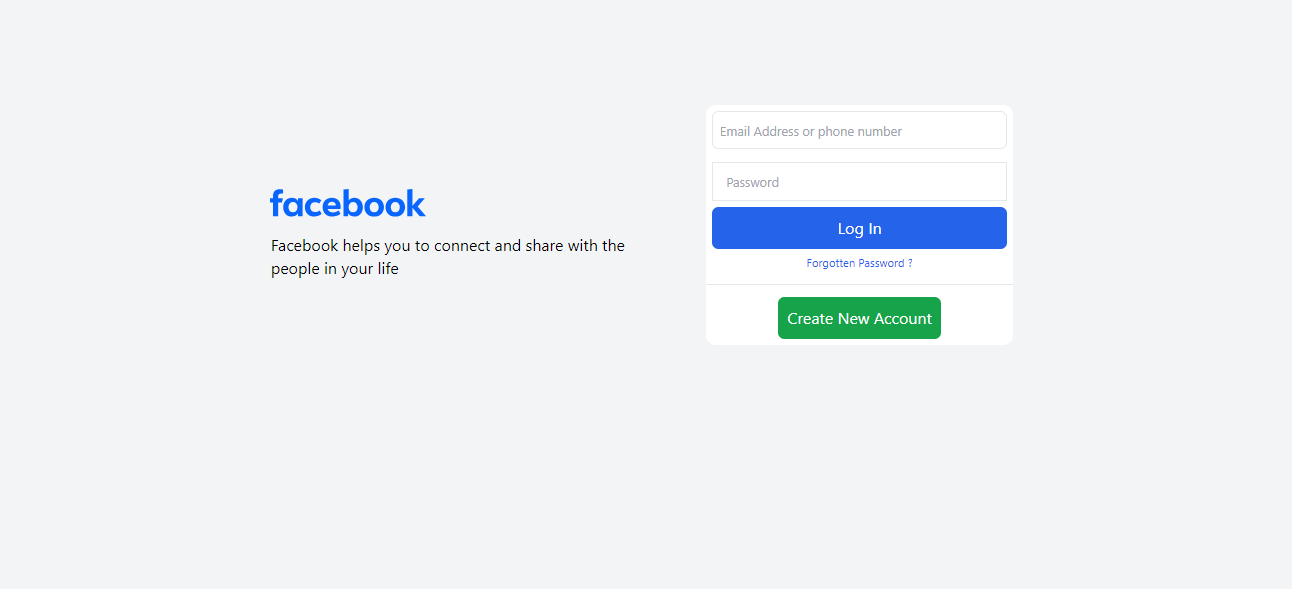 facebook
Facebook helps you to connect and share with the
people in your life
Email Address or phone number
Password
Log In
Forgotten Password ?
Create New Account